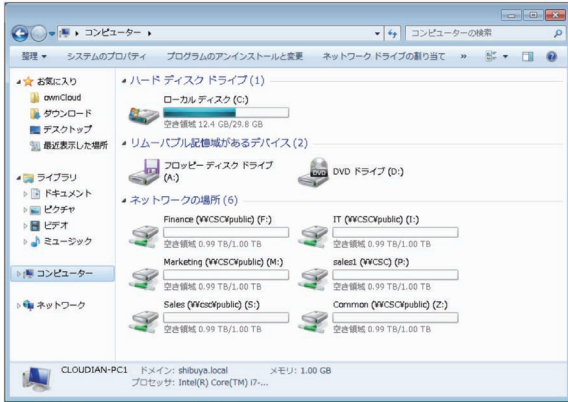 コンピューター
コンピューターの検索
整理 システムのプロパティ プログラムのアンインストールと変更 ネットワーク ドライブの割り当て »
お気に入り
ownCloud
ダウンロード
デスクトップ
最近表示した場所
ライブラリ
ドキュメント
ピクチャ
ビデオ
ミュージック
コンピューター
ネットワーク
ハード ディスク ドライブ (1)
ローカル ディスク (C:)
空き領域 12.4 GB/29.8 GB
リムーバブル記憶域があるデバイス (2)
フロッピー ディスク ドライブ
(A:)
DVD
DVD ドライブ (D:)
ネットワークの場所 (6)
Finance (¥¥CSC¥public) (F:)
空き領域 0.99 TB/1.00 TB
IT (¥¥CSC¥public) (I:)
空き領域 0.99 TB/1.00 TB
Marketing (¥¥CSC¥public) (M:)
空き領域 0.99 TB/1.00 TB
sales1 (¥¥CSC) (P:)
空き領域 0.99 TB/1.00 TB
Sales (¥¥csc¥public) (S:)
空き領域 0.99 TB/1.00 TB
Common (¥¥CSC¥public) (Z:)
空き領域 0.99 TB/1.00 TB
CLOUDIAN-PC1 ドメイン: shibuya.local メモリ: 1.00 GB
プロセッサ: Intel(R) Core(TM) i7-...